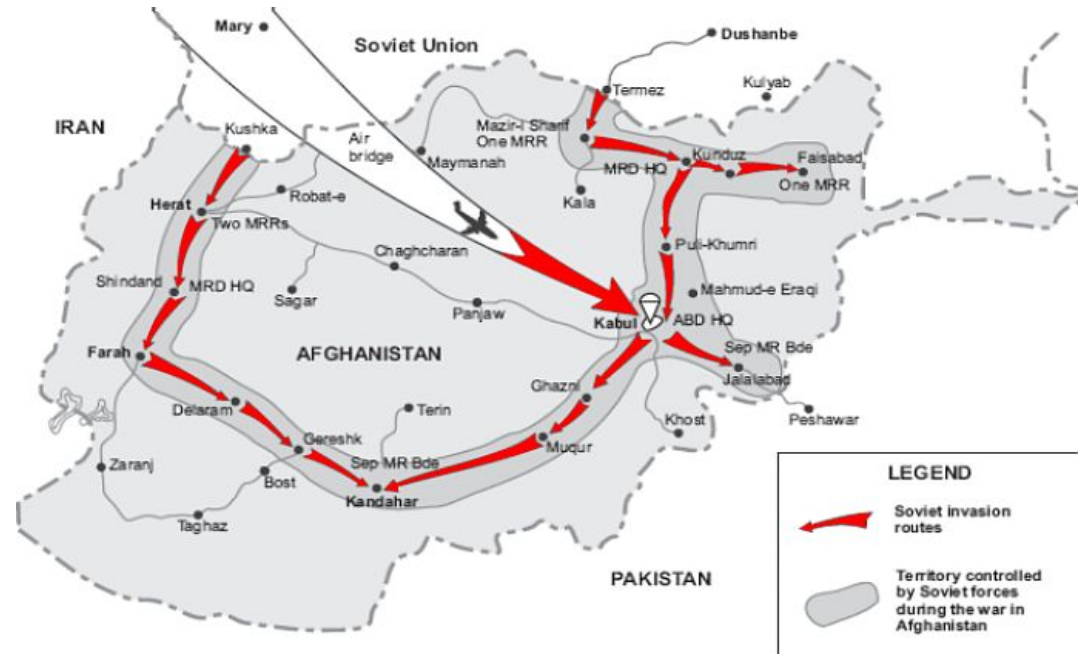 Mary
Soviet Union
Dushanbe
Termez
Kulyab
IRAN
Kushka
Air
bridge
Mazir-i Sharif
One MRR
Maymanah
MRD HQ
Kunduz
Faisabad
One MRR
Robat-e
Kala
Herat
Two MRRs
Puli-Khumri
Chaghcharan
Shindand
MRD HQ
Sagar
Panjaw
Mahmud-e Eraqi
Kabul
ABD HQ
AFGHANISTAN
Sep MR Bde
Jalalabad
Farah
Ghazni
Delaram
Terin
Peshawar
Khost
Gereshk
Muqur
Sep MR Bde
Zaranj
Bost
Kandahar
Taghaz
PAKISTAN
LEGEND
Soviet invasion
routes
Territory controlled
by Soviet forces
during the war in
Afghanistan